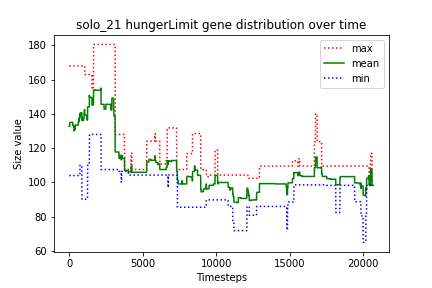 solo_21 hungerLimit gene distribution over time
max
mean
min
Size value
180
160
140
120
100
80
60
0
5000
10000
15000
20000
Timesteps